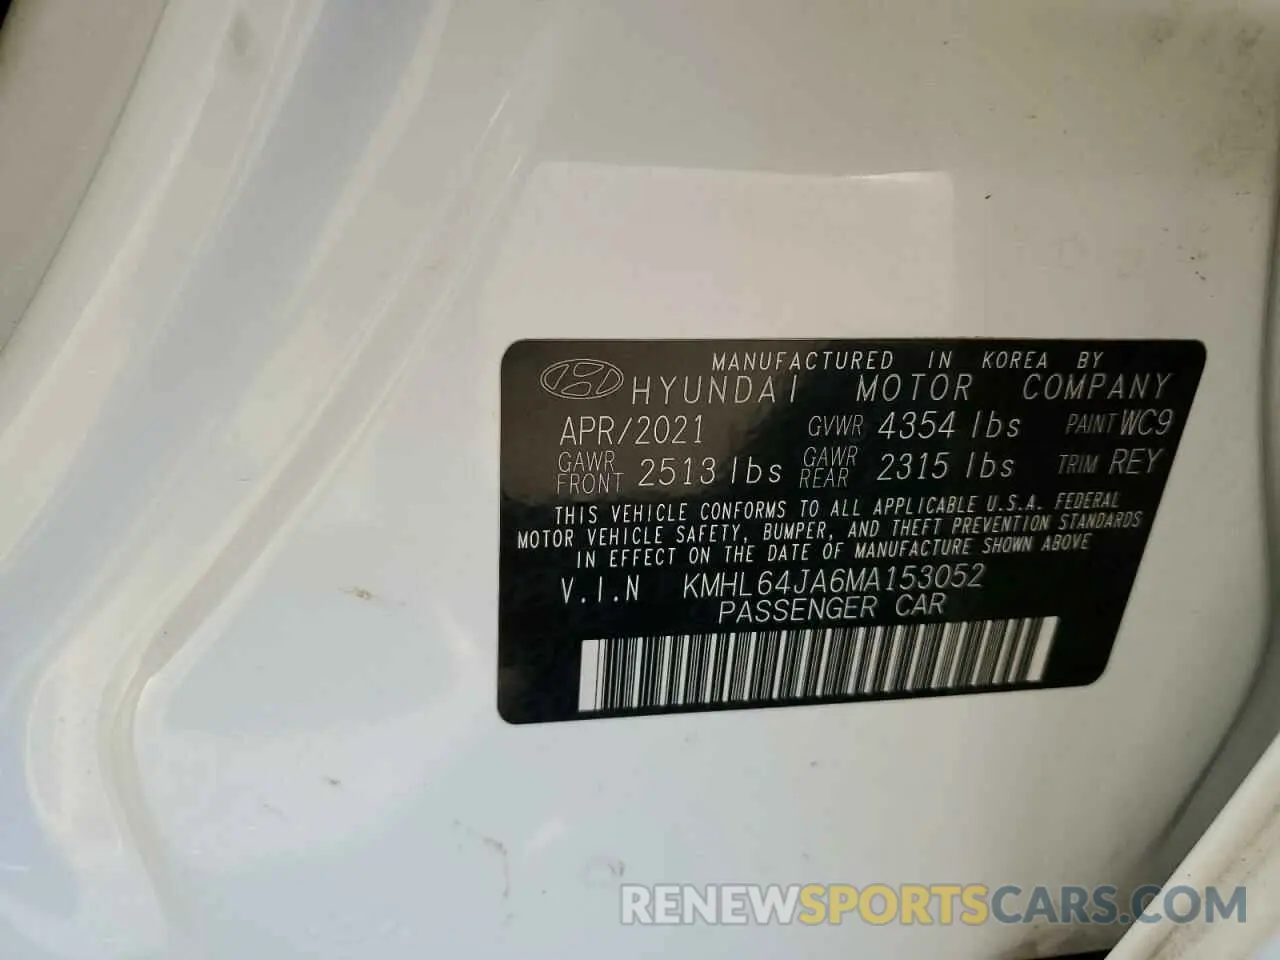 MANUFACTURED IN KOREA BY
HYUNDAI MOTOR COMPANY
APR/2021 GVWR 4354 lbs PAINT WC9
GAWR FRONT 2513 lbs GAWR REAR 2315 lbs TRIM REY
THIS VEHICLE CONFORMS TO ALL APPLICABLE U.S.A. FEDERAL
MOTOR VEHICLE SAFETY, BUMPER, AND THEFT PREVENTION STANDARDS
IN EFFECT ON THE DATE OF MANUFACTURE SHOWN ABOVE
V.I.N KMHL64JA6MA153052
PASSENGER CAR
RENEWSPORTSCARS.COM